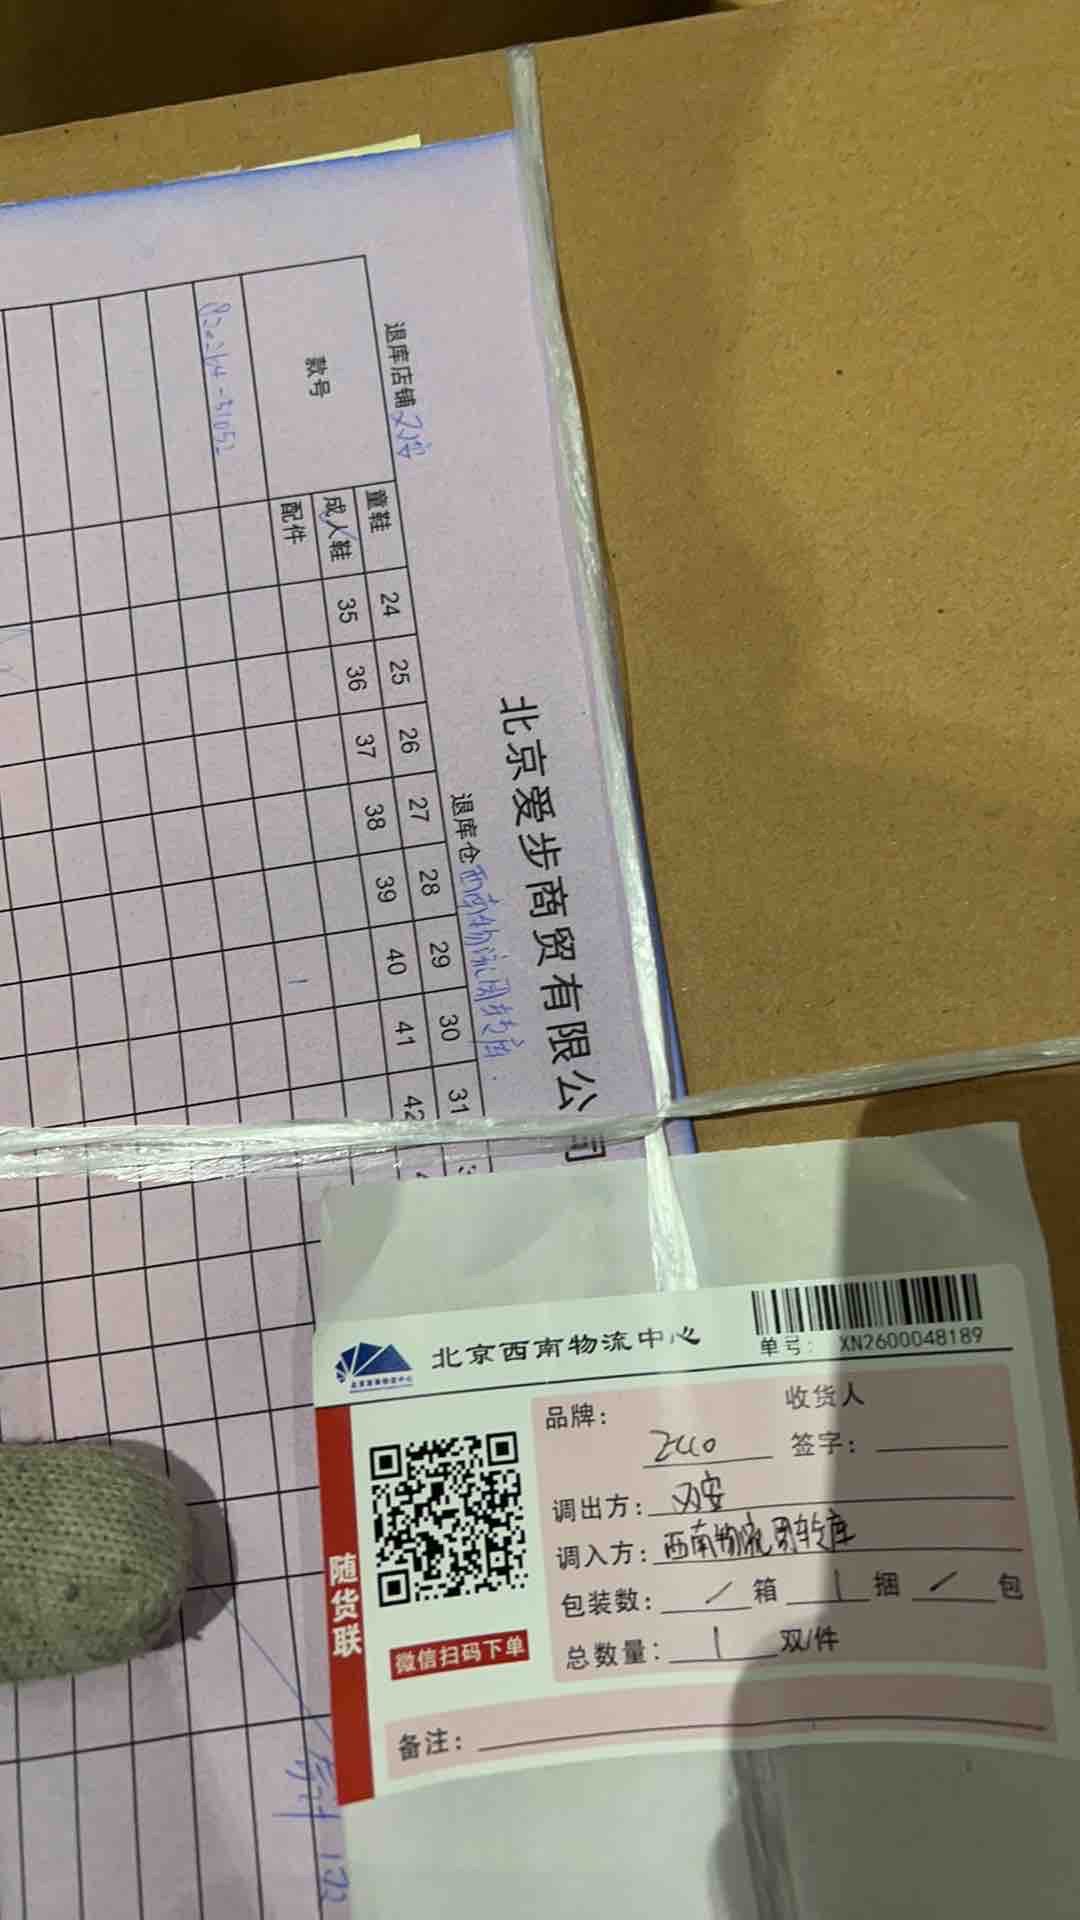 北京爱步商贸有限公司
退库店铺 双安
退库仓 西南物流周转库
款号
童鞋 24 25 26 27 28 29 30 31
成人鞋 35 36 37 38 39 40 41 42
配件
1
北京西南物流中心
单号: XN2600048189
品牌:
收货人
签字:
调出方: 双安
调入方: 西南物流周转库
包装数: / 箱 1 捆 / 包
总数量: 1 双/件
备注:
随货联
微信扫码下单